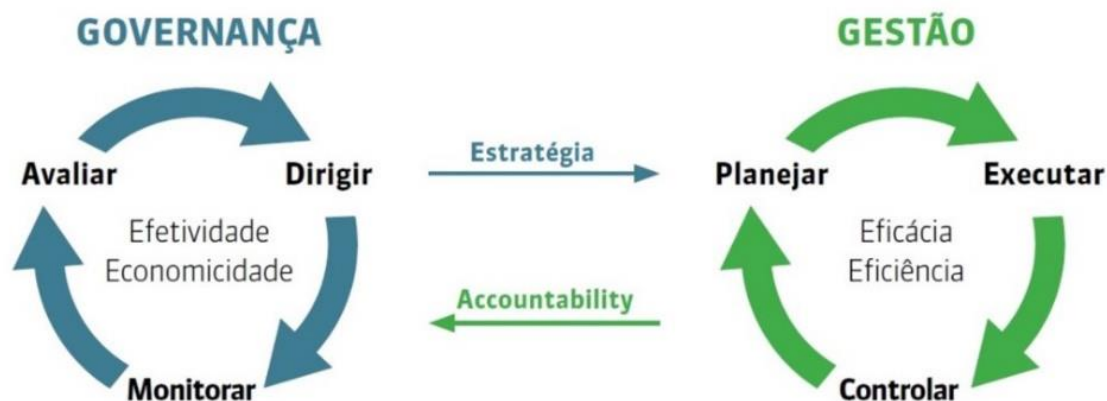 GOVERNANÇA
GESTÃO
Estratégia
Avaliar
Dirigir
Planejar
Executar
Efetividade
Economicidade
Eficácia
Eficiência
Accountability
Monitorar
Controlar